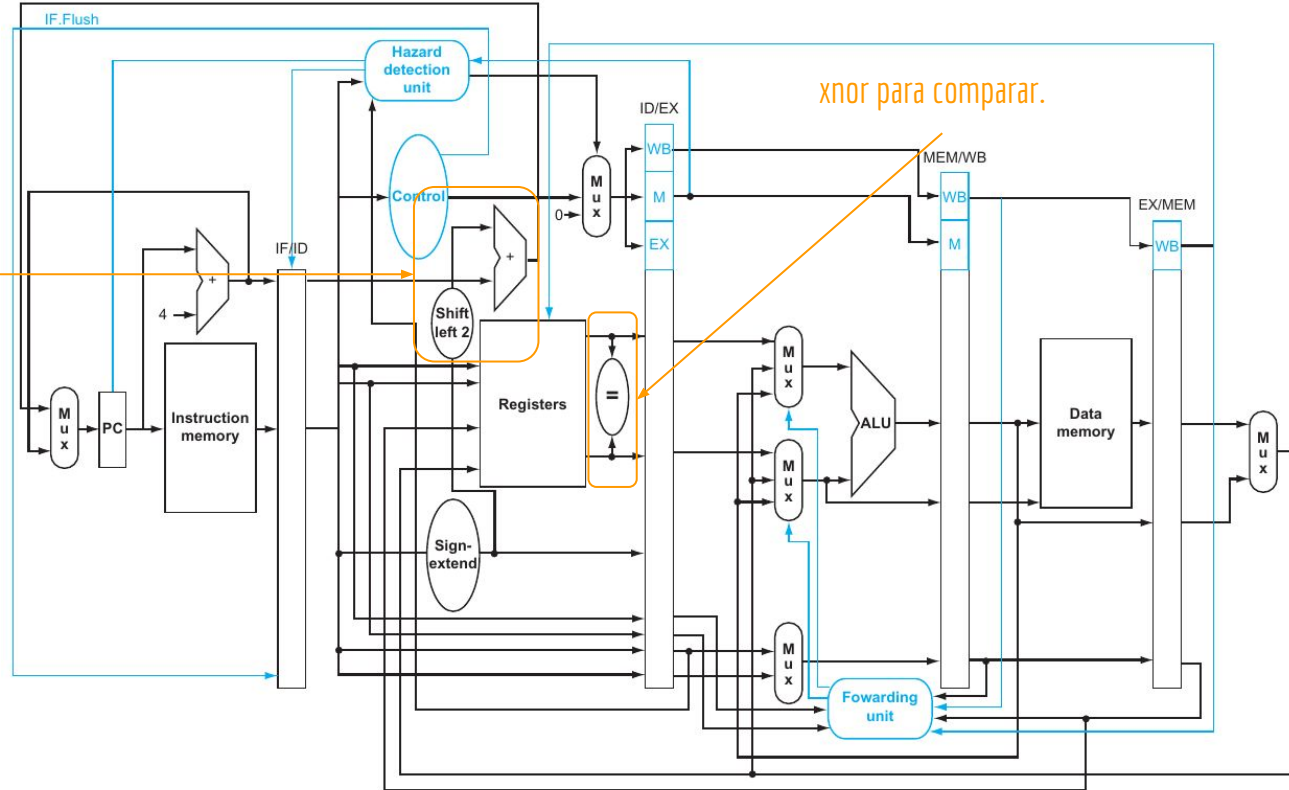 IF.Flush
Hazard
detection
unit
xnor para comparar.
ID/EX
WB
M
EX
Control
M
u
x
0
MEM/WB
WB
M
EX/MEM
WB
IF/ID
+
+
4
Shift
left 2
M
u
x
PC
Instruction
memory
Registers
=
M
u
x
ALU
M
u
x
Data
memory
M
u
x
Sign-
extend
M
u
x
Fowarding
unit